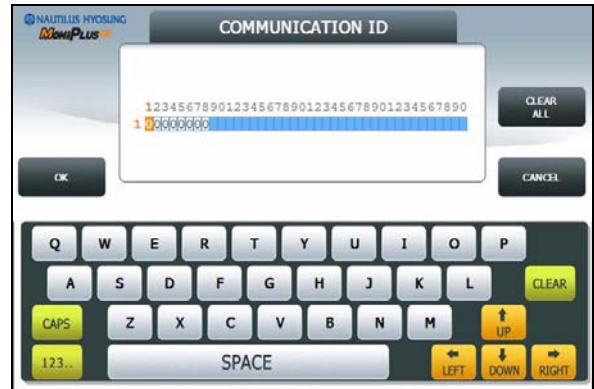 NAUTILUS HYOSUNG
MONiPLUS
COMMUNICATION ID
1234567890123456789012345678901234567890
1 00000000
CLEAR ALL
OK
CANCEL
Q W E R T Y U I O P
A S D F G H J K L CLEAR
CAPS Z X C V B N M UP
123.. SPACE LEFT DOWN RIGHT